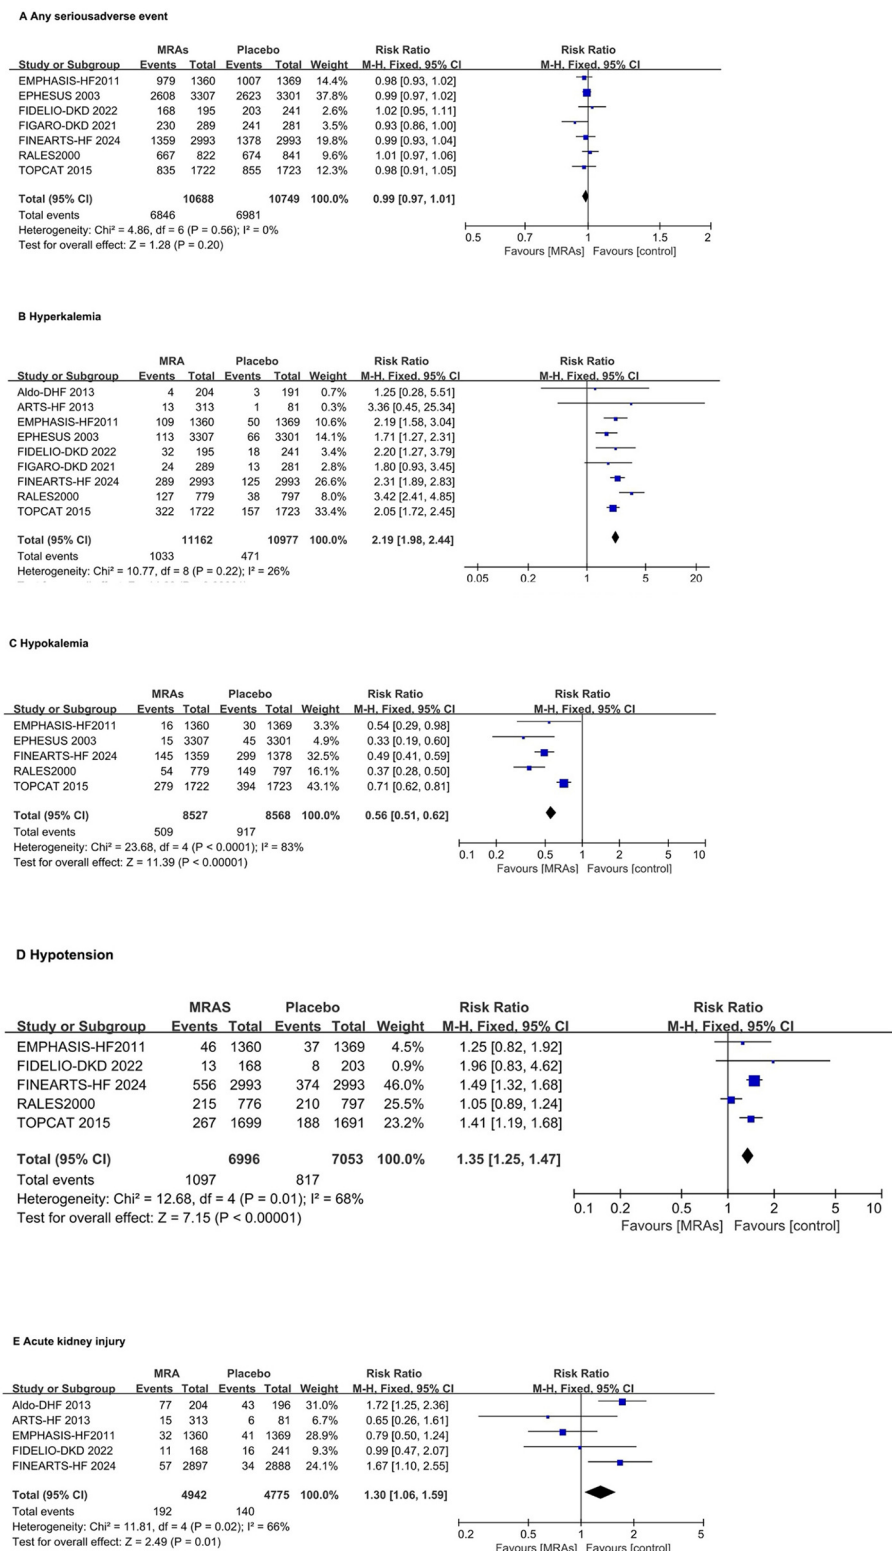 A Any seriousadverse event
MRAs Placebo Risk Ratio Risk Ratio
Study or Subgroup Events Total Events Total Weight M-H, Fixed, 95% CI M-H, Fixed, 95% CI
EMPHASIS-HF2011 979 1360 1007 1369 14.4% 0.98 [0.93, 1.02]
EPHESUS 2003 2608 3307 2623 3301 37.8% 0.99 [0.97, 1.02]
FIDELIO-DKD 2022 168 195 203 241 2.6% 1.02 [0.95, 1.11]
FIGARO-DKD 2021 230 289 241 281 3.5% 0.93 [0.86, 1.00]
FINEARTS-HF 2024 1359 2993 1378 2993 19.8% 0.99 [0.93, 1.04]
RALES2000 667 822 674 841 9.6% 1.01 [0.97, 1.06]
TOPCAT 2015 835 1722 855 1723 12.3% 0.98 [0.91, 1.05]
Total (95% CI) 10688 10749 100.0% 0.99 [0.97, 1.01]
Total events 6846 6981
Heterogeneity: Chi² = 4.86, df = 6 (P = 0.56); I² = 0%
Test for overall effect: Z = 1.28 (P = 0.20)
0.5 0.7 1 1.5 2
Favours [MRAs] Favours [control]
B Hyperkalemia
MRA Placebo Risk Ratio Risk Ratio
Study or Subgroup Events Total Events Total Weight M-H, Fixed, 95% CI M-H, Fixed, 95% CI
Aldo-DHF 2013 4 204 3 191 0.7% 1.25 [0.28, 5.51]
ARTS-HF 2013 13 313 1 81 0.3% 3.36 [0.45, 25.34]
EMPHASIS-HF2011 109 1360 50 1369 10.6% 2.19 [1.58, 3.04]
EPHESUS 2003 113 3307 66 3301 14.1% 1.71 [1.27, 2.31]
FIDELIO-DKD 2022 32 195 18 241 3.4% 2.20 [1.27, 3.79]
FIGARO-DKD 2021 24 289 13 281 2.8% 1.80 [0.93, 3.45]
FINEARTS-HF 2024 289 2993 125 2993 26.6% 2.31 [1.89, 2.83]
RALES2000 127 779 38 797 8.0% 3.42 [2.41, 4.85]
TOPCAT 2015 322 1722 157 1723 33.4% 2.05 [1.72, 2.45]
Total (95% CI) 11162 10977 100.0% 2.19 [1.98, 2.44]
Total events 1033 471
Heterogeneity: Chi² = 10.77, df = 8 (P = 0.22); I² = 26%
0.05 0.2 1 5 20
C Hypokalemia
MRAs Placebo Risk Ratio Risk Ratio
Study or Subgroup Events Total Events Total Weight M-H, Fixed, 95% CI M-H, Fixed, 95% CI
EMPHASIS-HF2011 16 1360 30 1369 3.3% 0.54 [0.29, 0.98]
EPHESUS 2003 15 3307 45 3301 4.9% 0.33 [0.19, 0.60]
FINEARTS-HF 2024 145 1359 299 1378 32.5% 0.49 [0.41, 0.59]
RALES2000 54 779 149 797 16.1% 0.37 [0.28, 0.50]
TOPCAT 2015 279 1722 394 1723 43.1% 0.71 [0.62, 0.81]
Total (95% CI) 8527 8568 100.0% 0.56 [0.51, 0.62]
Total events 509 917
Heterogeneity: Chi² = 23.68, df = 4 (P < 0.0001); I² = 83%
Test for overall effect: Z = 11.39 (P < 0.00001)
0.1 0.2 0.5 1 2 5 10
Favours [MRAs] Favours [control]
D Hypotension
MRAS Placebo Risk Ratio Risk Ratio
Study or Subgroup Events Total Events Total Weight M-H, Fixed, 95% CI M-H, Fixed, 95% CI
EMPHASIS-HF2011 46 1360 37 1369 4.5% 1.25 [0.82, 1.92]
FIDELIO-DKD 2022 13 168 8 203 0.9% 1.96 [0.83, 4.62]
FINEARTS-HF 2024 556 2993 374 2993 46.0% 1.49 [1.32, 1.68]
RALES2000 215 776 210 797 25.5% 1.05 [0.89, 1.24]
TOPCAT 2015 267 1699 188 1691 23.2% 1.41 [1.19, 1.68]
Total (95% CI) 6996 7053 100.0% 1.35 [1.25, 1.47]
Total events 1097 817
Heterogeneity: Chi² = 12.68, df = 4 (P = 0.01); I² = 68%
Test for overall effect: Z = 7.15 (P < 0.00001)
0.1 0.2 0.5 1 2 5 10
Favours [MRAs] Favours [control]
E Acute kidney injury
MRA Placebo Risk Ratio Risk Ratio
Study or Subgroup Events Total Events Total Weight M-H, Fixed, 95% CI M-H, Fixed, 95% CI
Aldo-DHF 2013 77 204 43 196 31.0% 1.72 [1.25, 2.36]
ARTS-HF 2013 15 313 6 81 6.7% 0.65 [0.26, 1.61]
EMPHASIS-HF2011 32 1360 41 1369 28.9% 0.79 [0.50, 1.24]
FIDELIO-DKD 2022 11 168 16 241 9.3% 0.99 [0.47, 2.07]
FINEARTS-HF 2024 57 2897 34 2888 24.1% 1.67 [1.10, 2.55]
Total (95% CI) 4942 4775 100.0% 1.30 [1.06, 1.59]
Total events 192 140
Heterogeneity: Chi² = 11.81, df = 4 (P = 0.02); I² = 66%
Test for overall effect: Z = 2.49 (P = 0.01)
0.2 0.5 1 2 5
Favours [MRAs] Favours [control]